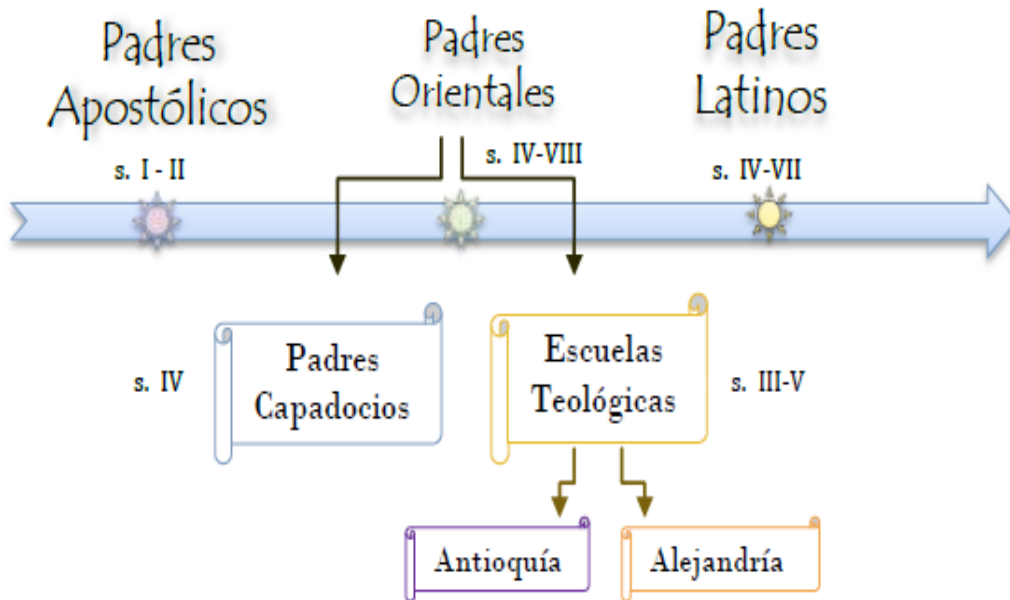 Padres
Apostólicos
s. I - II
Padres
Orientales
s. IV-VIII
Padres
Latinos
s. IV-VII
s. IV
Padres
Capadocios
Escuelas
Teológicas
s. III-V
Antioquía
Alejandría